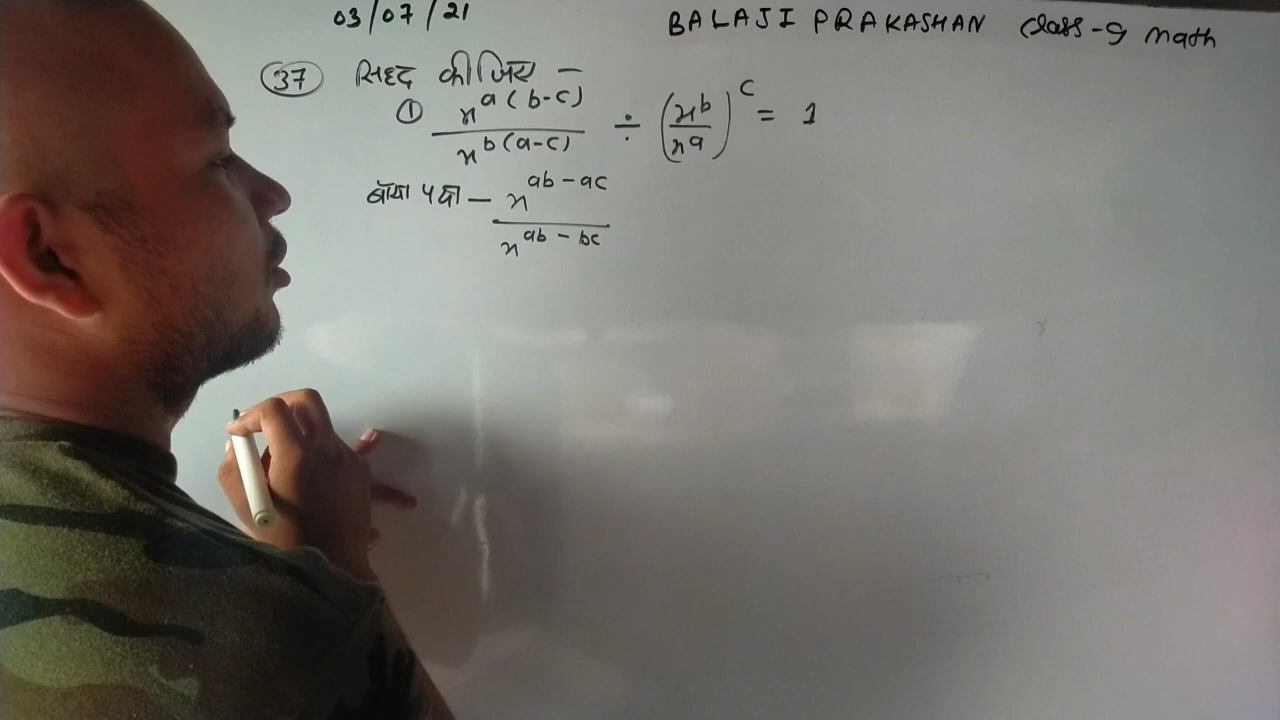 03/07/21 BALAJI PRAKASHAN Class-9 Math
(37) सिद्द कीजिए –
① x^a(b-c) / x^b(a-c) ÷ (x^b / x^a)^c = 1
बॉया पक्ष – x^ab-ac / x^ab-bc